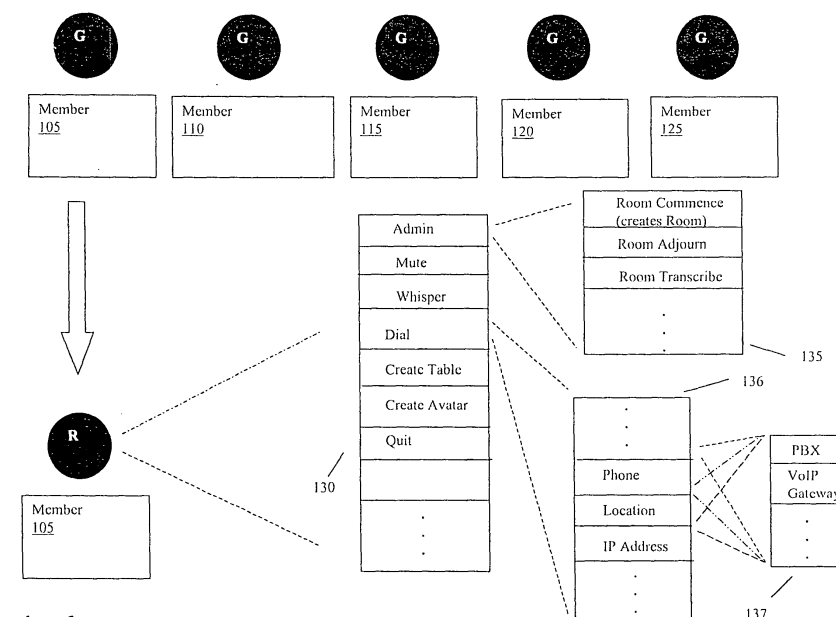 G G G G G
Member Member Member Member Member
105 110 115 120 125
Admin
Mute
Whisper
Dial
Create Table
Create Avatar
Quit
130
Room Commence
(creates Room)
Room Adjourn
Room Transcribe
135
136
Phone
Location
IP Address
PBX
VoIP
Gateway
137
R
Member
105